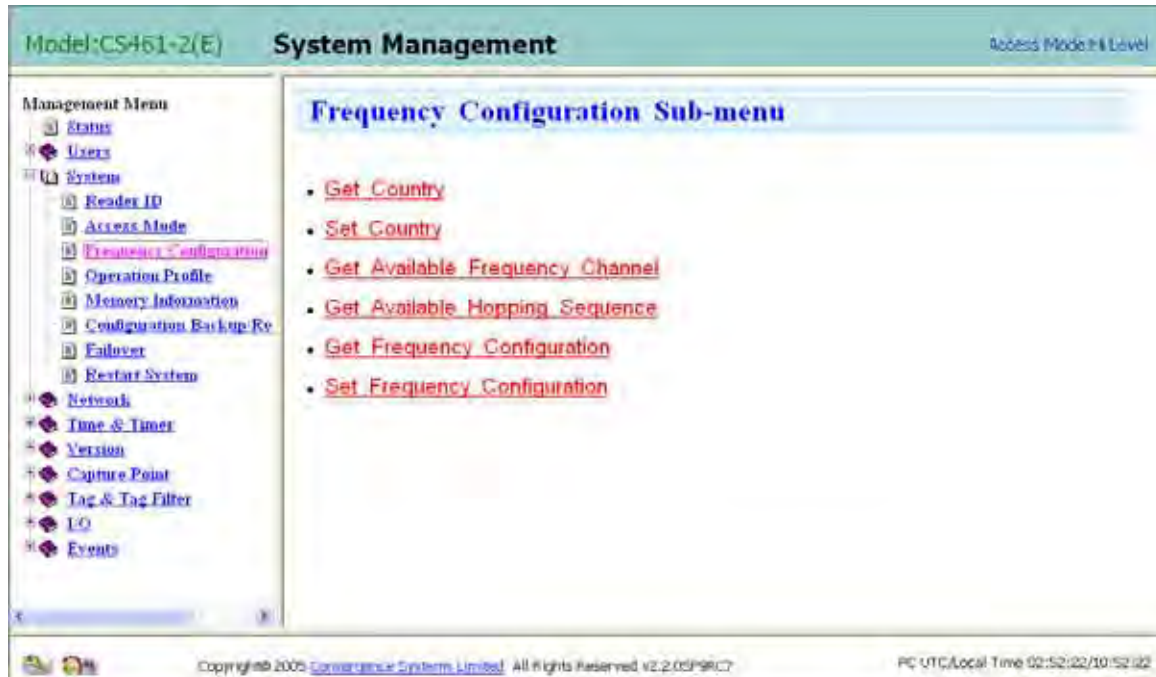 Model:CS461-2(E)
System Management
Access Mode:Hi Level
Management Menu
Status
Users
System
Reader ID
Access Mode
Frequency Configuration
Operation Profile
Memory Information
Configuration Backup/Re
Failover
Restart System
Network
Time & Timer
Version
Capture Point
Tag & Tag Filter
I/O
Events
Frequency Configuration Sub-menu
• Get Country
• Set Country
• Get Available Frequency Channel
• Get Available Hopping Sequence
• Get Frequency Configuration
• Set Frequency Configuration
Copyright© 2005 Convergence Systems Limited All Rights Reserved
PC UTC/Local Time 02:52:22/10:52:22